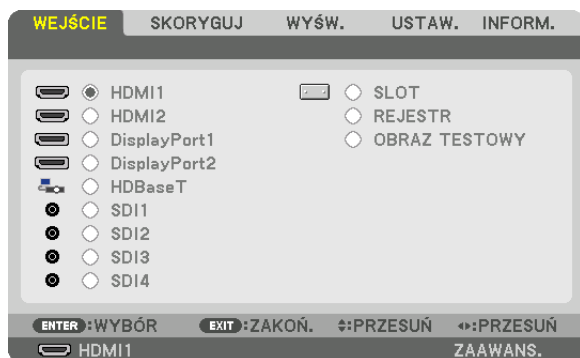 WEJŚCIE SKORYGUJ WYŚW. USTAW. INFORM.
HDMI1 SLOT
HDMI2 REJESTR
DisplayPort1 OBRAZ TESTOWY
DisplayPort2
HDBaseT
SDI1
SDI2
SDI3
SDI4
ENTER:WYBÓR EXIT:ZAKOŃ. :PRZESUŃ :PRZESUŃ
HDMI1 ZAAWANS.